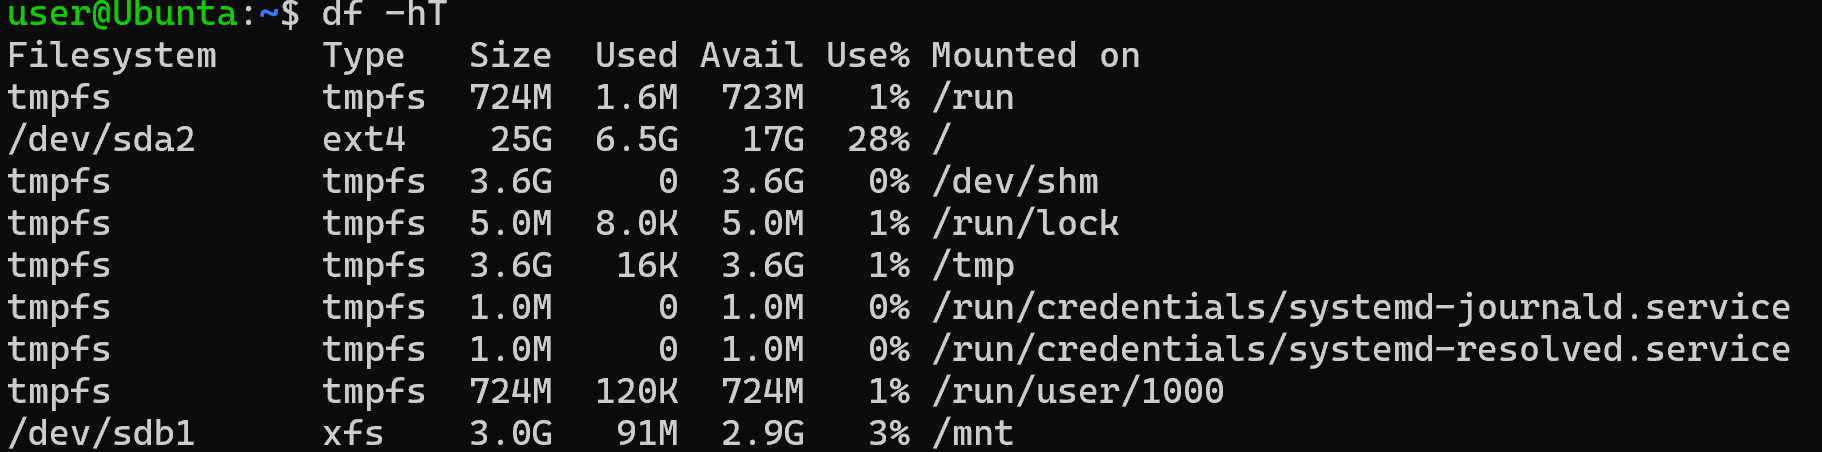 user@Ubunta:~$ df -hT
Filesystem     Type   Size  Used Avail Use% Mounted on
tmpfs          tmpfs  724M  1.6M  723M   1% /run
/dev/sda2      ext4    25G  6.5G   17G  28% /
tmpfs          tmpfs  3.6G     0  3.6G   0% /dev/shm
tmpfs          tmpfs  5.0M  8.0K  5.0M   1% /run/lock
tmpfs          tmpfs  3.6G   16K  3.6G   1% /tmp
tmpfs          tmpfs  1.0M     0  1.0M   0% /run/credentials/systemd-journald.service
tmpfs          tmpfs  1.0M     0  1.0M   0% /run/credentials/systemd-resolved.service
tmpfs          tmpfs  724M  120K  724M   1% /run/user/1000
/dev/sdb1      xfs    3.0G   91M  2.9G   3% /mnt